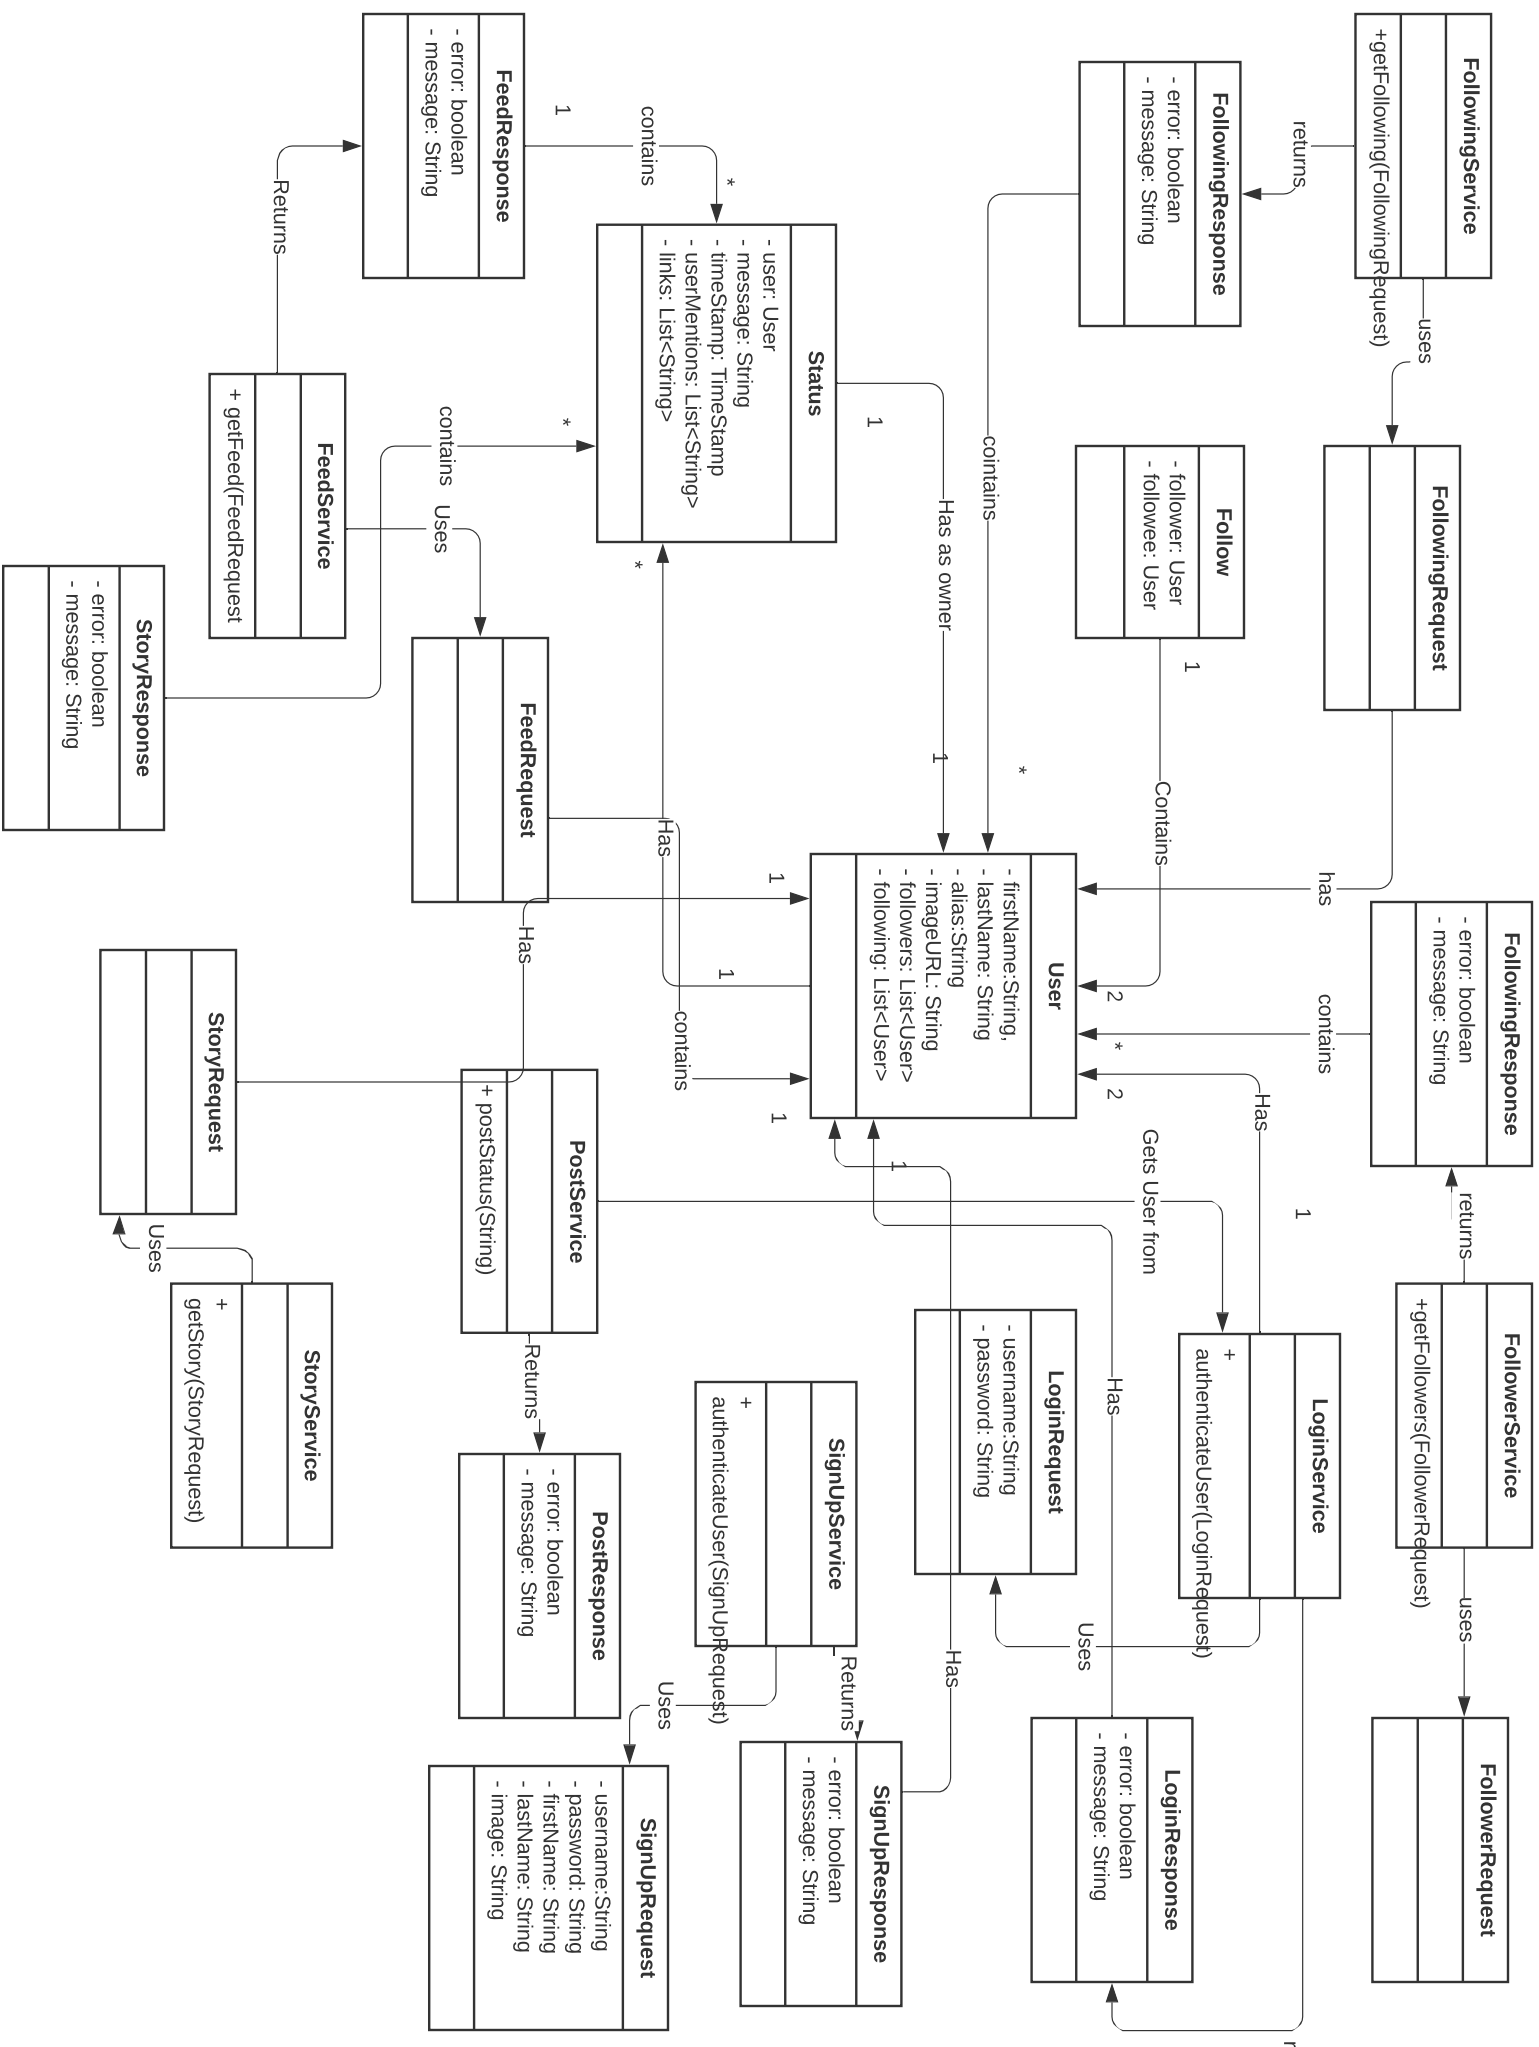 FollowingService
+getFollowing(FollowingRequest)
returns
uses
FollowingResponse
- error: boolean
- message: String
cointains
*
FollowingRequest
has
Follow
- follower: User
- followee: User
1
Contains
2
FeedResponse
- error: boolean
- message: String
1
contains
*
Status
- user: User
- message: String
- timeStamp: TimeStamp
- userMentions: List<String>
- links: List<String>
1
Has as owner
1
Returns
FeedService
+ getFeed(FeedRequest
Uses
contains
*
*
Has
1
StoryResponse
- error: boolean
- message: String
FeedRequest
contains
1
User
- firstName:String,
- lastName: String
- alias:String
- imageURL: String
- followers: List<User>
- following: List<User>
1
Has
FollowingResponse
- error: boolean
- message: String
contains
*
returns
FollowerService
+getFollowers(FollowerRequest)
uses
FollowerRequest
2
Has
1
LoginService
+
authenticateUser(LoginRequest)
Gets User from
1
Has
Uses
r
LoginRequest
- username:String
- password: String
LoginResponse
- error: boolean
- message: String
StoryRequest
Uses
StoryService
+
getStory(StoryRequest)
PostService
+ postStatus(String)
Returns
PostResponse
- error: boolean
- message: String
SignUpService
+
authenticateUser(SignUpRequest)
Returns
Uses
Has
SignUpResponse
- error: boolean
- message: String
SignUpRequest
- username:String
- password: String
- firstName: String
- lastName: String
- image: String